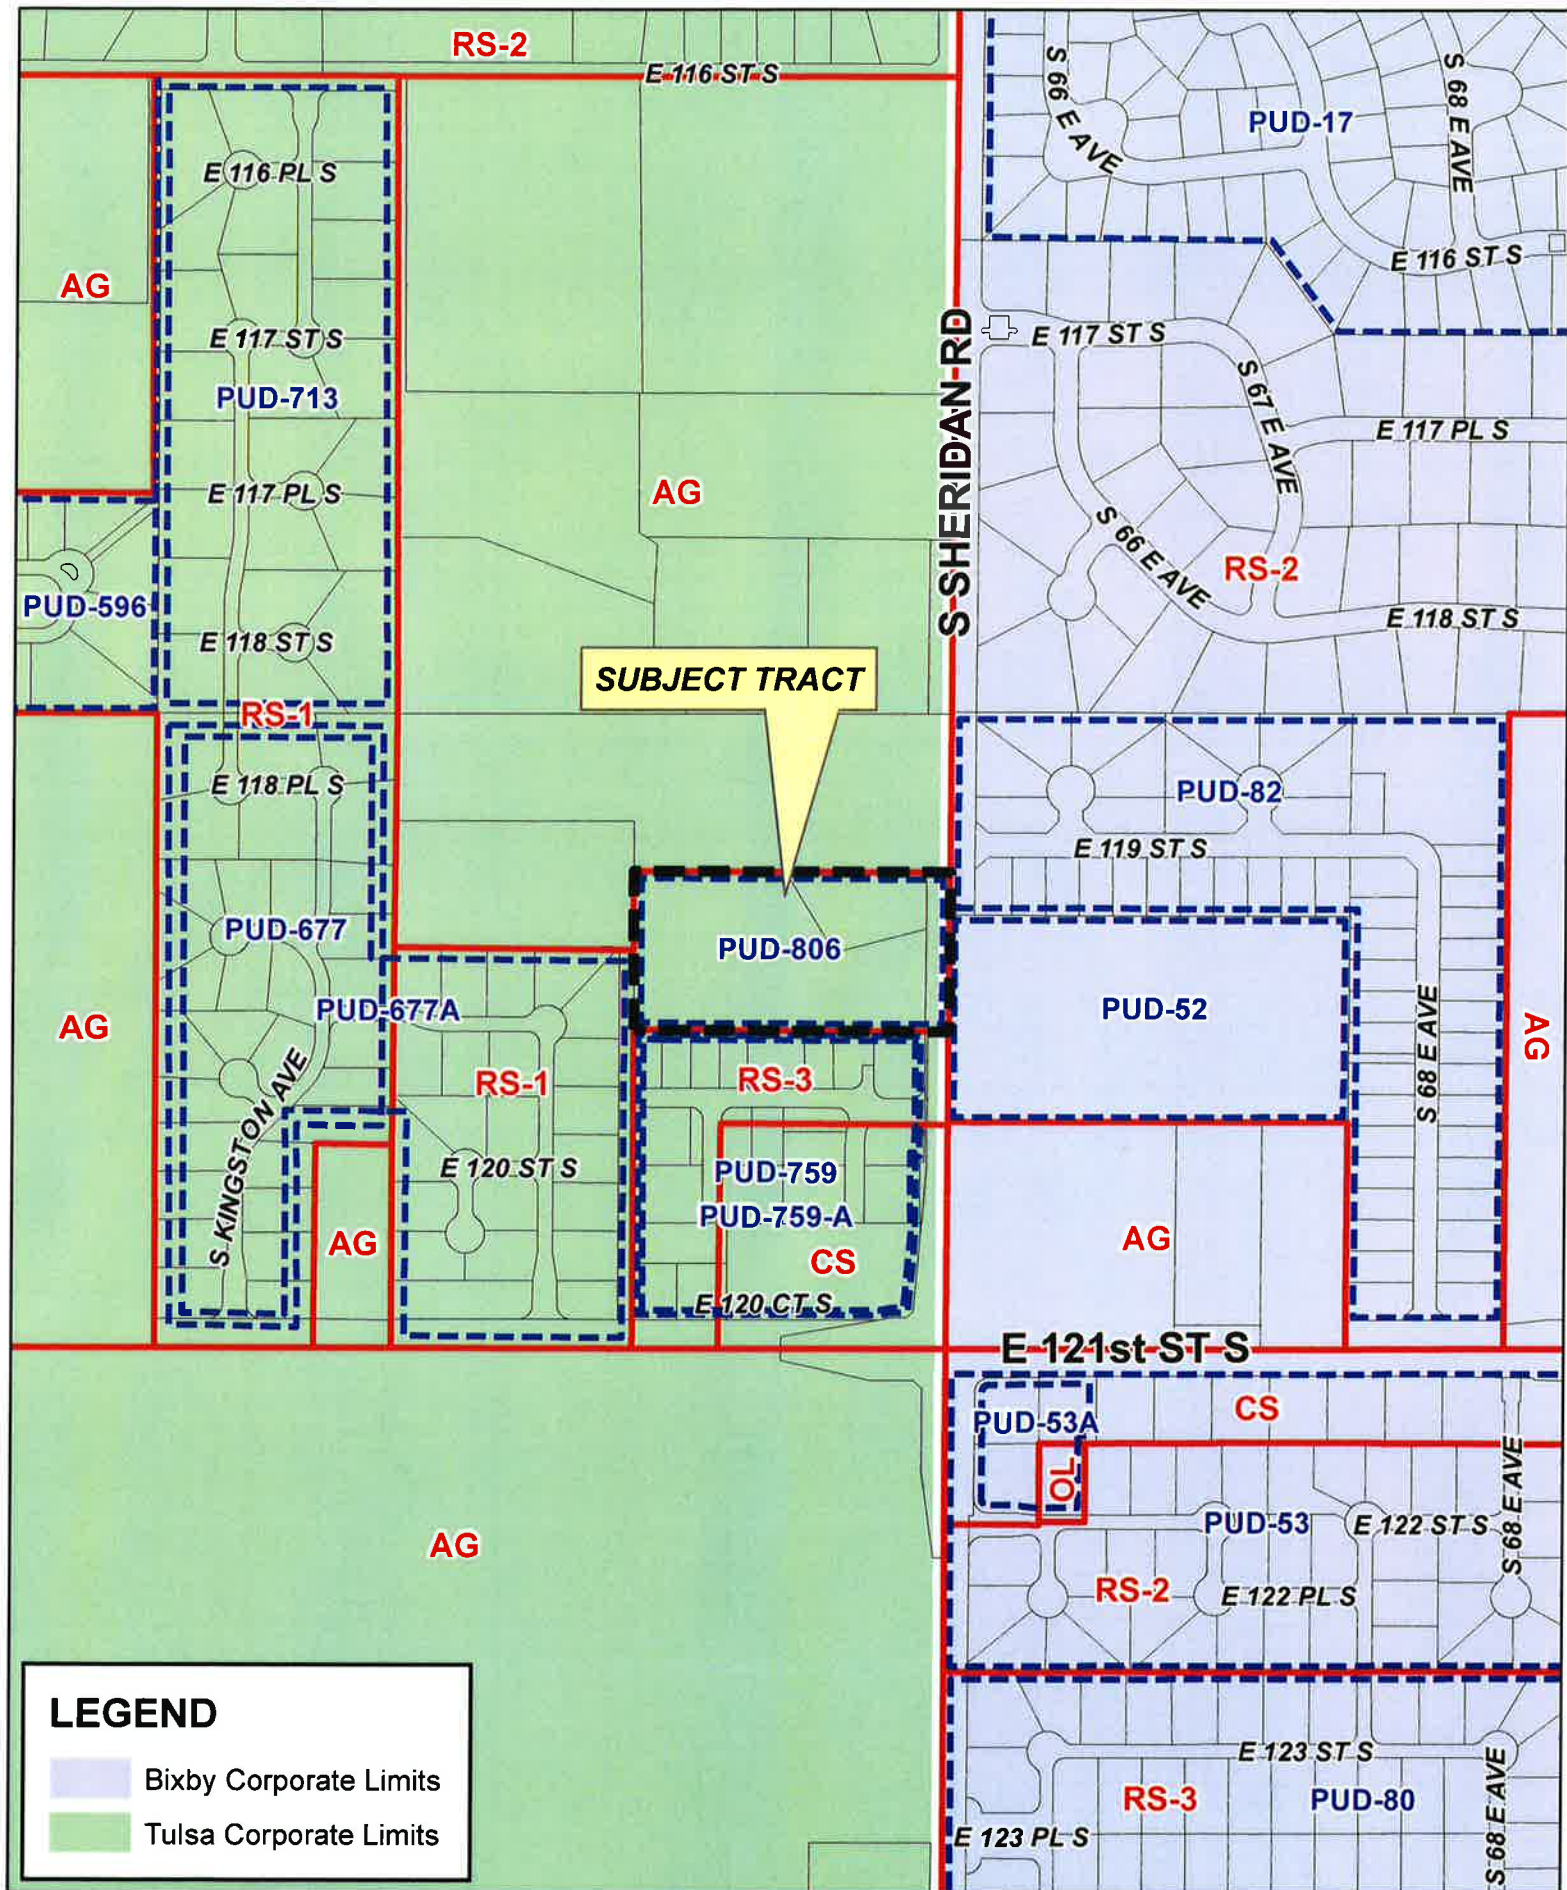 RS-2
E 116 ST S
S 66 E AVE
S 68 E AVE
PUD-17
E 116 PL S
E 116 ST S
AG
E 117 ST S
S SHERIDAN RD
E 117 ST S
PUD-713
S 67 E AVE
E 117 PL S
E 117 PL S
AG
S 66 E AVE
RS-2
PUD-596
E 118 ST S
E 118 ST S
SUBJECT TRACT
RS-1
E 118 PL S
PUD-82
E 119 ST S
PUD-677
PUD-806
PUD-677A
PUD-52
AG
AG
S 68 E AVE
RS-1
RS-3
S KINGSTON AVE
E 120 ST S
PUD-759
PUD-759-A
AG
AG
CS
E 120 CT S
E 121st ST S
PUD-53A
CS
OL
S 68 E AVE
PUD-53
E 122 ST S
AG
RS-2
E 122 PL S
LEGEND
Bixby Corporate Limits
Tulsa Corporate Limits
E 123 ST S
RS-3
PUD-80
S 68 E AVE
E 123 PL S